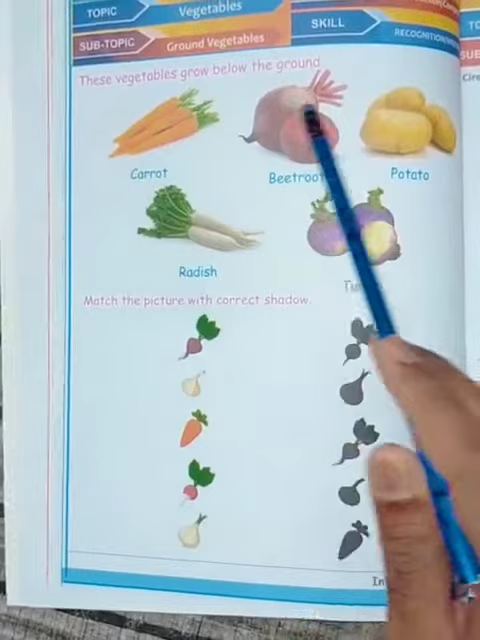 TOPIC Vegetables
SKILL
SUB-TOPIC Ground Vegetables
These vegetables grow below the ground.
Carrot
Beetroot
Potato
Radish
Match the picture with correct shadow.